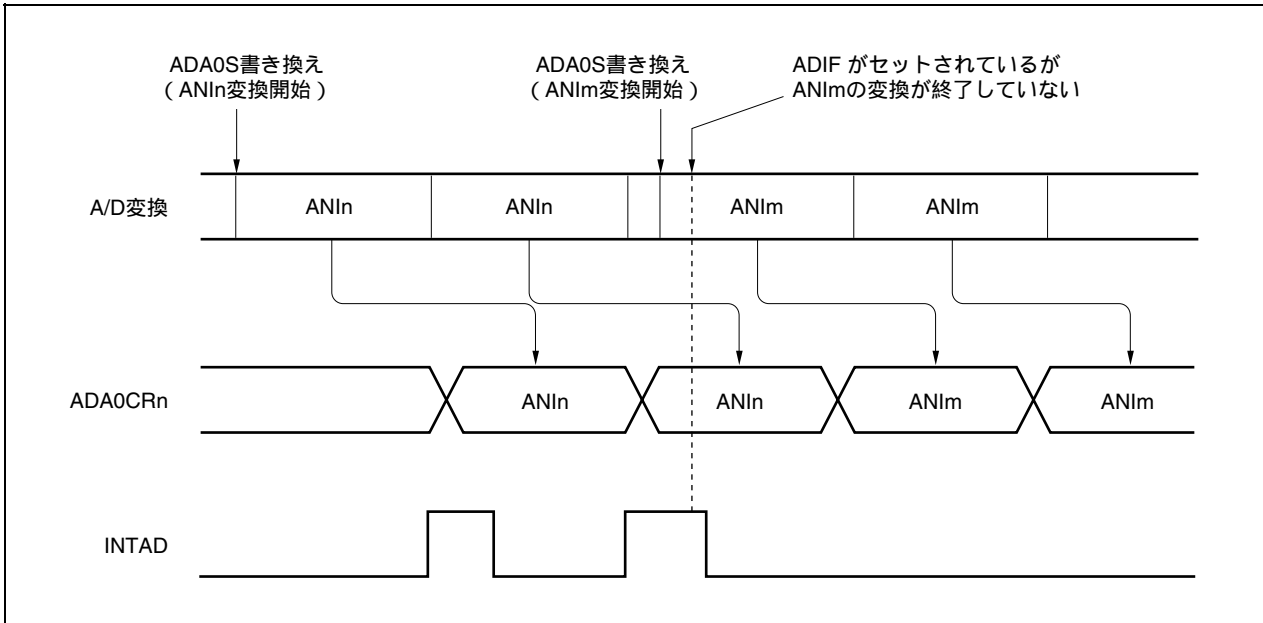 ADA0S書き換え
（ANIn変換開始）
ADA0S書き換え
（ANIm変換開始）
ADIF がセットされているが
ANImの変換が終了していない
A/D変換
ANIn
ANIn
ANIm
ANIm
ADA0CRn
ANIn
ANIn
ANIm
ANIm
INTAD